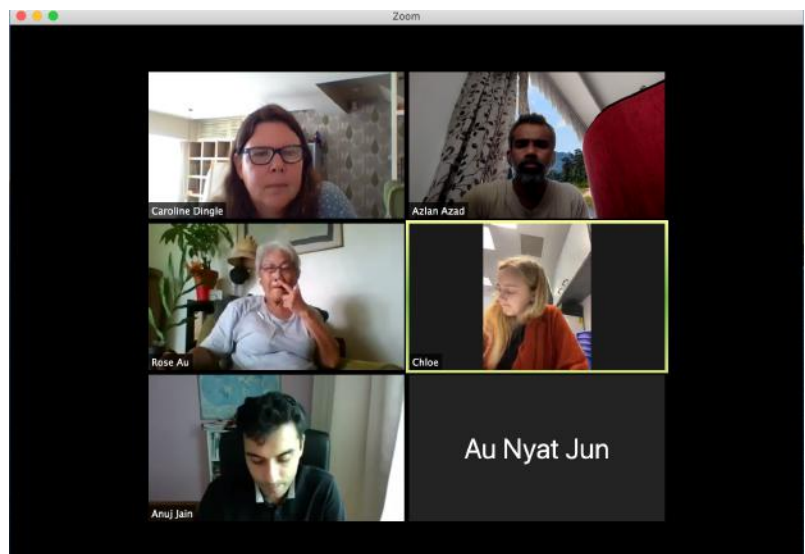 Zoom
Caroline Dingle
Azlan Azad
Rose Au
Chloe
Anuj Jain
Au Nyat Jun